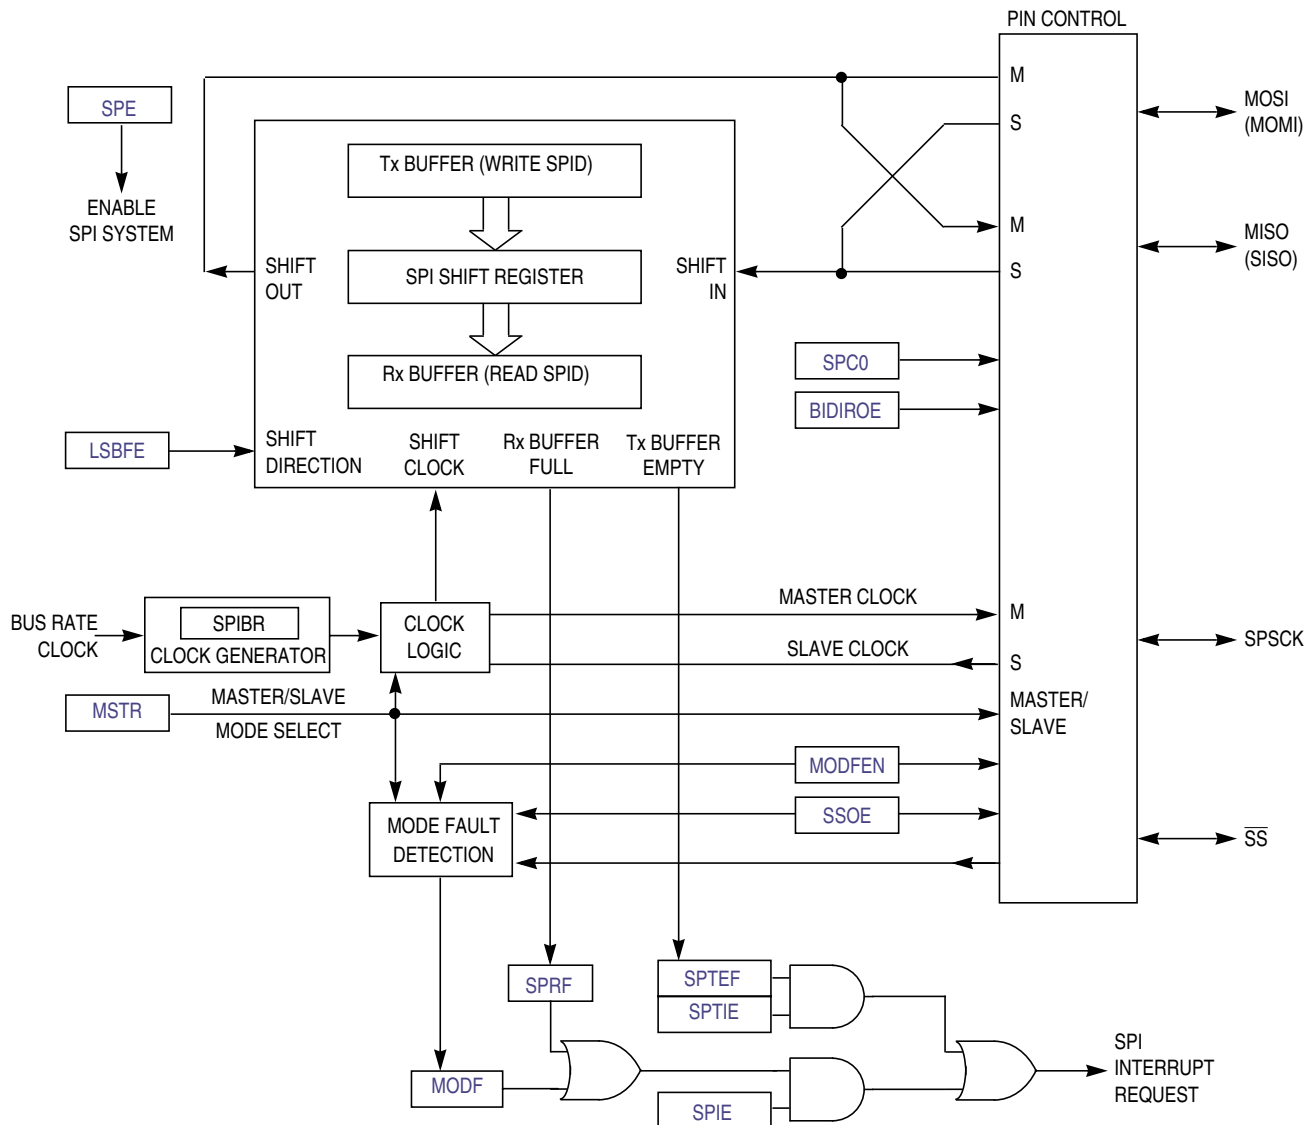 PIN CONTROL
M
MOSI
(MOMI)
S
SPE
ENABLE
SPI SYSTEM
Tx BUFFER (WRITE SPID)
SPI SHIFT REGISTER
Rx BUFFER (READ SPID)
SHIFT
OUT
SHIFT
IN
M
MISO
(SISO)
S
SPC0
BIDIROE
LSBFE
SHIFT
DIRECTION
SHIFT
CLOCK
Rx BUFFER
FULL
Tx BUFFER
EMPTY
BUS RATE
CLOCK
SPIBR
CLOCK GENERATOR
CLOCK
LOGIC
MASTER CLOCK
M
SLAVE CLOCK
S
SPSCK
MSTR
MASTER/SLAVE
MODE SELECT
MASTER/
SLAVE
MODFEN
SSOE
MODE FAULT
DETECTION
SS
SPRF
SPTEF
SPTIE
MODF
SPIE
SPI
INTERRUPT
REQUEST